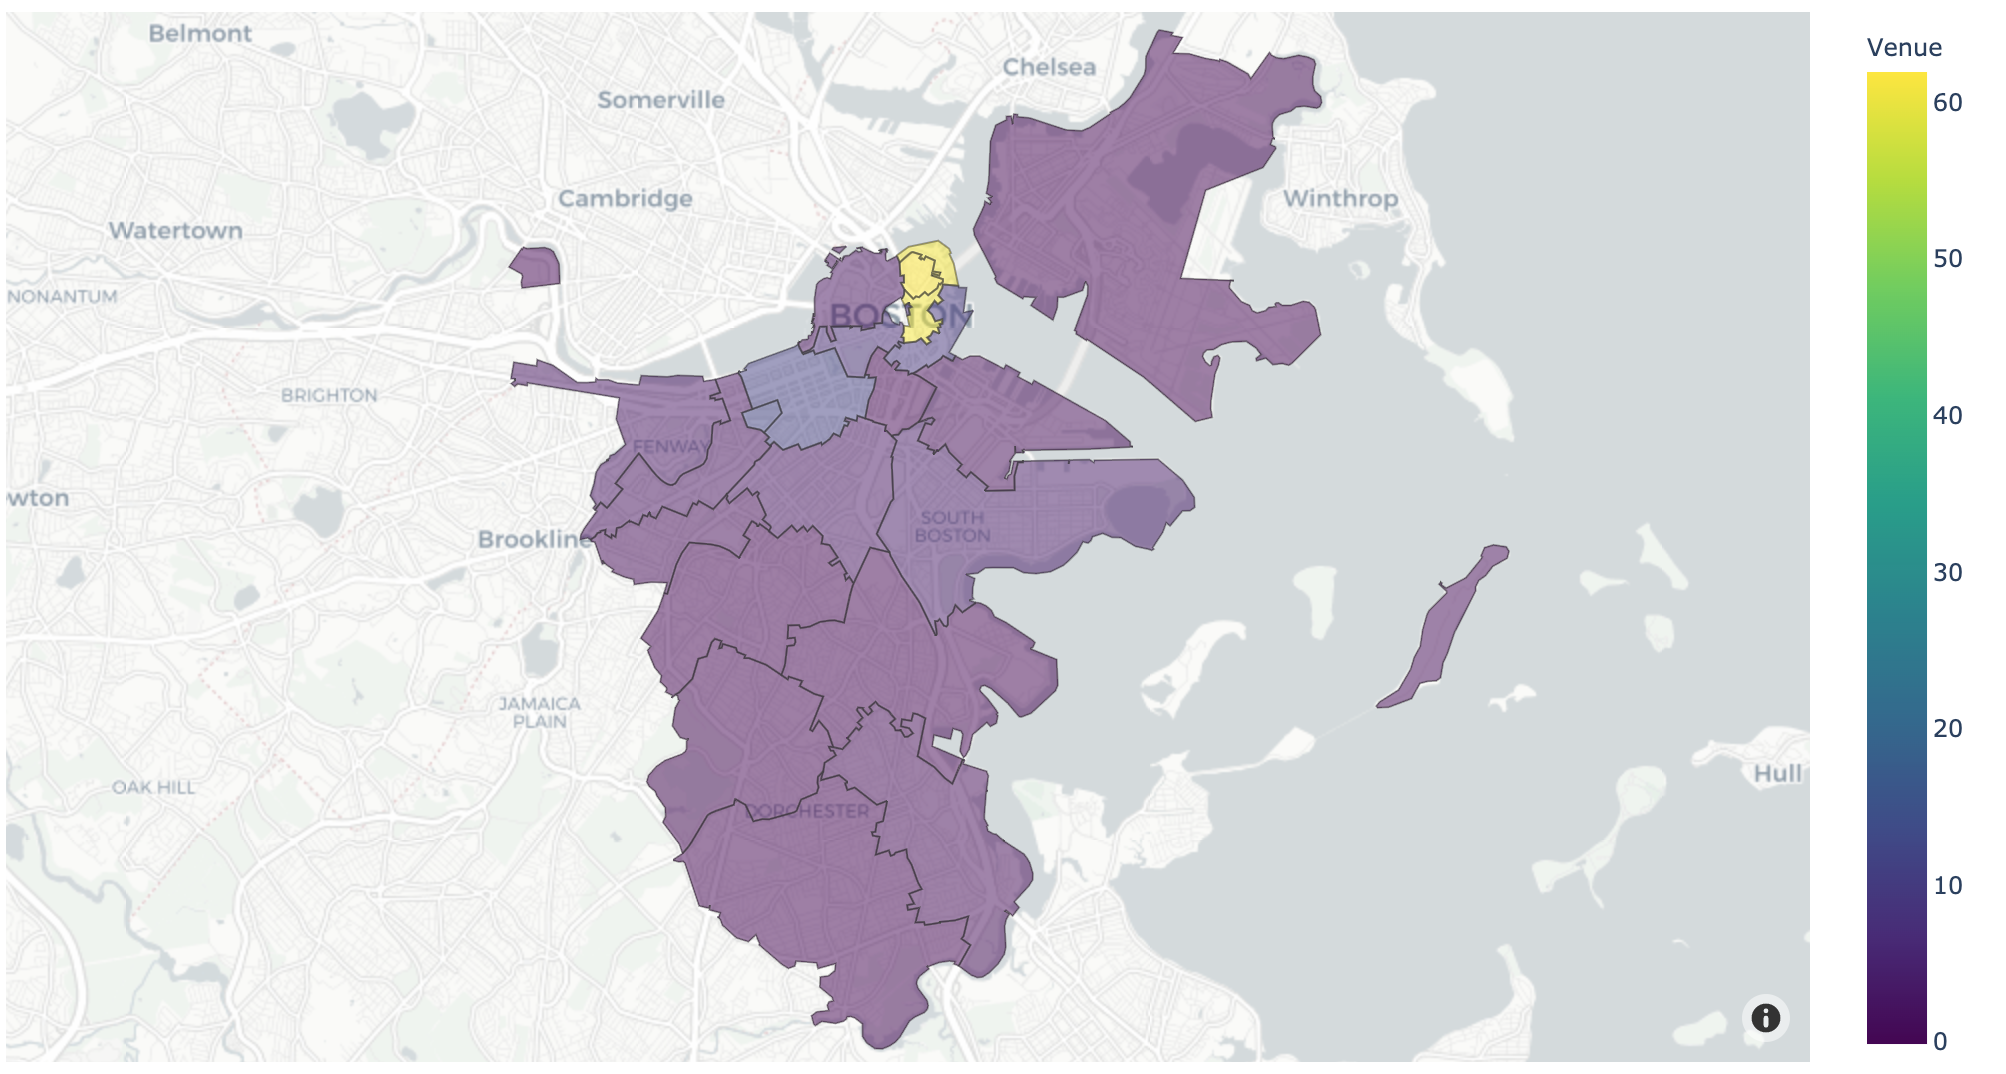 Belmont
Chelsea
Somerville
Cambridge
Winthrop
Watertown
NONANTUM
BOSTON
BRIGHTON
FENWAY
wton
SOUTH
BOSTON
Brookline
JAMAICA
PLAIN
OAK HILL
DORCHESTER
Hull
Venue
60
50
40
30
20
10
0